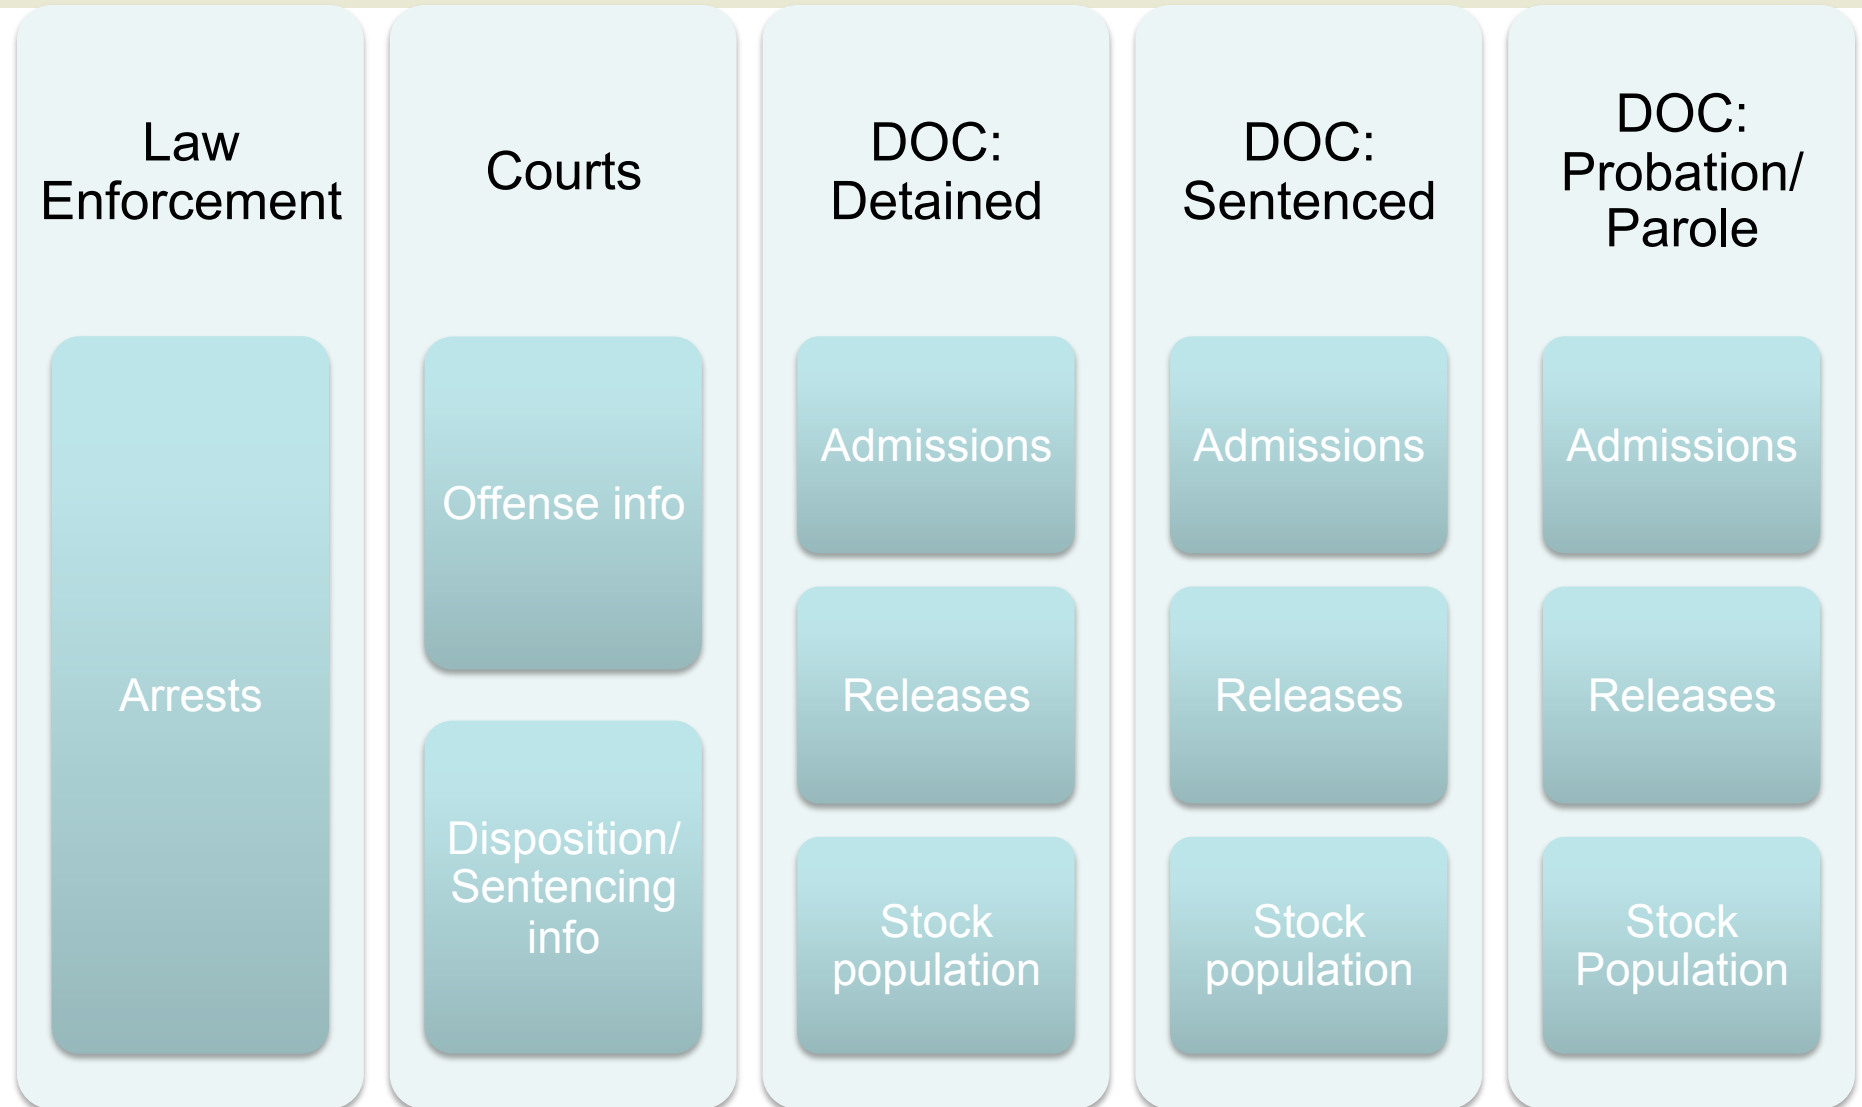 Law
Enforcement
Arrests
Courts
Offense info
Disposition/
Sentencing
info
DOC:
Detained
Admissions
Releases
Stock
population
DOC:
Sentenced
Admissions
Releases
Stock
population
DOC:
Probation/
Parole
Admissions
Releases
Stock
Population